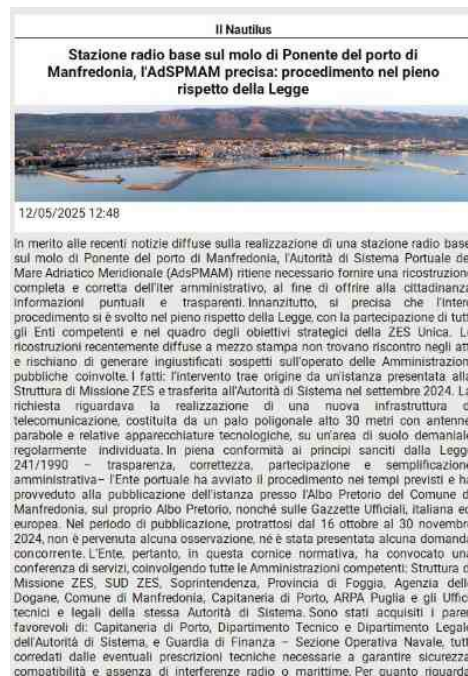 Il Nautilus
Stazione radio base sul molo di Ponente del porto di
Manfredonia, l'AdSPMAM precisa: procedimento nel pieno
rispetto della Legge
12/05/2025 12:48
In merito alle recenti notizie diffuse sulla realizzazione di una stazione radio base
sul molo di Ponente del porto di Manfredonia, l'Autorità di Sistema Portuale de
Mare Adriatico Meridionale (AdsPMAM) ritiene necessario fornire una ricostruzione
completa e corretta dell'iter amministrativo, al fine di offrire alla cittadinanza
informazioni puntuali e trasparenti. Innanzitutto, si precisa che l'inter
procedimento si è svolto nel pieno rispetto della Legge, con la partecipazione di tutt
gli Enti competenti e nel quadro degli obiettivi strategici della ZES Unica. L
ricostruzioni recentemente diffuse a mezzo stampa non trovano riscontro negli att
e rischiano di generare ingiustificati sospetti sull'operato delle Amministrazion
pubbliche coinvolte. I fatti: l'intervento trae origine da un'istanza presentata alla
Struttura di Missione ZES e trasferita all'Autorità di Sistema nel settembre 2024. La
richiesta riguardava la realizzazione di una nuova infrastruttura d
telecomunicazione, costituita da un palo poligonale alto 30 metri con antenne
parabole e relative apparecchiature tecnologiche, su un'area di suolo demaniale
regolarmente individuata. In piena conformità ai principi sanciti dalla Legge
241/1990 – trasparenza, correttezza, partecipazione e semplificazione
amministrativa– l'Ente portuale ha avviato il procedimento nei tempi previsti e ha
provveduto alla pubblicazione dell'istanza presso l'Albo Pretorio del Comune d
Manfredonia, sul proprio Albo Pretorio, nonché sulle Gazzette Ufficiali, italiana ed
europea. Nel periodo di pubblicazione, protrattosi dal 16 ottobre al 30 novembre
2024, non è pervenuta alcuna osservazione, né è stata presentata alcuna domanda
concorrente. L'Ente, pertanto, in questa cornice normativa, ha convocato una
conferenza di servizi, coinvolgendo tutte le Amministrazioni competenti: Struttura d
Missione ZES, SUD ZES, Soprintendenza, Provincia di Foggia, Agenzia delle
Dogane, Comune di Manfredonia, Capitaneria di Porto, ARPA Puglia e gli Uffic
tecnici e legali della stessa Autorità di Sistema. Sono stati acquisiti i parer
favorevoli di: Capitaneria di Porto, Dipartimento Tecnico e Dipartimento Legale
dell'Autorità di Sistema, e Guardia di Finanza – Sezione Operativa Navale, tutt
corredati dalle eventuali prescrizioni tecniche necessarie a garantire sicurezza
compatibilità e assenza di interferenze radio o marittime. Per quanto riguarda